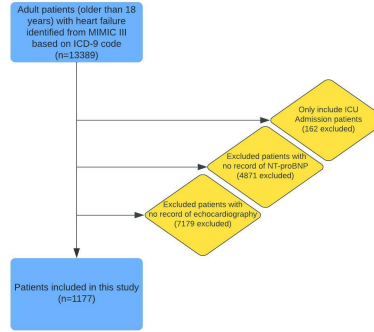 Adult patients (older than 18
years) with heart failure
identified from MIMIC III
based on ICD-9 code
(n=13389)
Only include ICU
Admission patients
(162 excluded)
Excluded patients with
no record of NT-proBNP
(4871 excluded)
Excluded patients with
no record of echocardiography
(7179 excluded)
Patients included in this study
(n=1177)